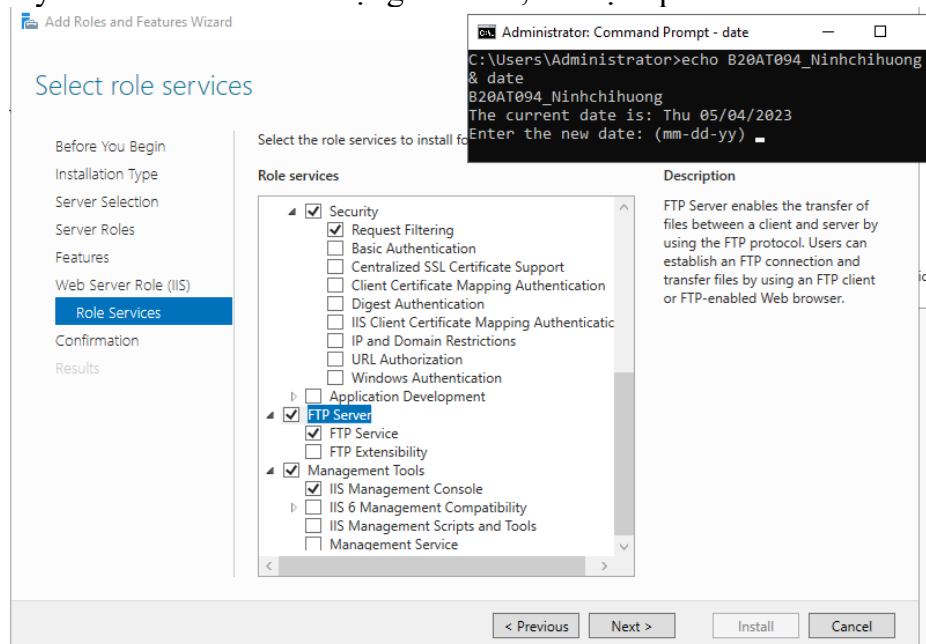 Add Roles and Features Wizard
Administrator: Command Prompt - date
C:\Users\Administrator>echo B20AT094_Ninhchihuong
& date
B20AT094_Ninhchihuong
The current date is: Thu 05/04/2023
Enter the new date: (mm-dd-yy)
Select role services
Before You Begin
Installation Type
Server Selection
Server Roles
Features
Web Server Role (IIS)
Role Services
Confirmation
Results
Select the role services to install fo
Role services
Security
Request Filtering
Basic Authentication
Centralized SSL Certificate Support
Client Certificate Mapping Authentication
Digest Authentication
IIS Client Certificate Mapping Authenticatic
IP and Domain Restrictions
URL Authorization
Windows Authentication
Application Development
FTP Server
FTP Service
FTP Extensibility
Management Tools
IIS Management Console
IIS 6 Management Compatibility
IIS Management Scripts and Tools
Management Service
Description
FTP Server enables the transfer of
files between a client and server by
using the FTP protocol. Users can
establish an FTP connection and
transfer files by using an FTP client
or FTP-enabled Web browser.
< Previous
Next >
Install
Cancel